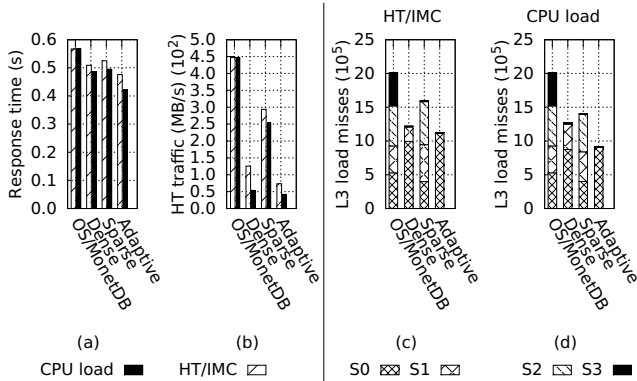 HT/IMC
CPU load
Response time (s)
0.6
0.5
0.4
0.3
0.2
0.1
0.0
OS/MonetDB
Dense
Sparse
Adaptive
(a)
HT traffic (MB/s) (10²)
4.5
4.0
3.5
3.0
2.5
2.0
1.5
1.0
0.5
0.0
OS/MonetDB
Dense
Sparse
Adaptive
(b)
L3 load misses (10⁵)
25
20
15
10
5
0
OS/MonetDB
Dense
Sparse
Adaptive
(c)
L3 load misses (10⁵)
25
20
15
10
5
0
OS/MonetDB
Dense
Sparse
Adaptive
(d)
CPU load HT/IMC S0 S1 S2 S3